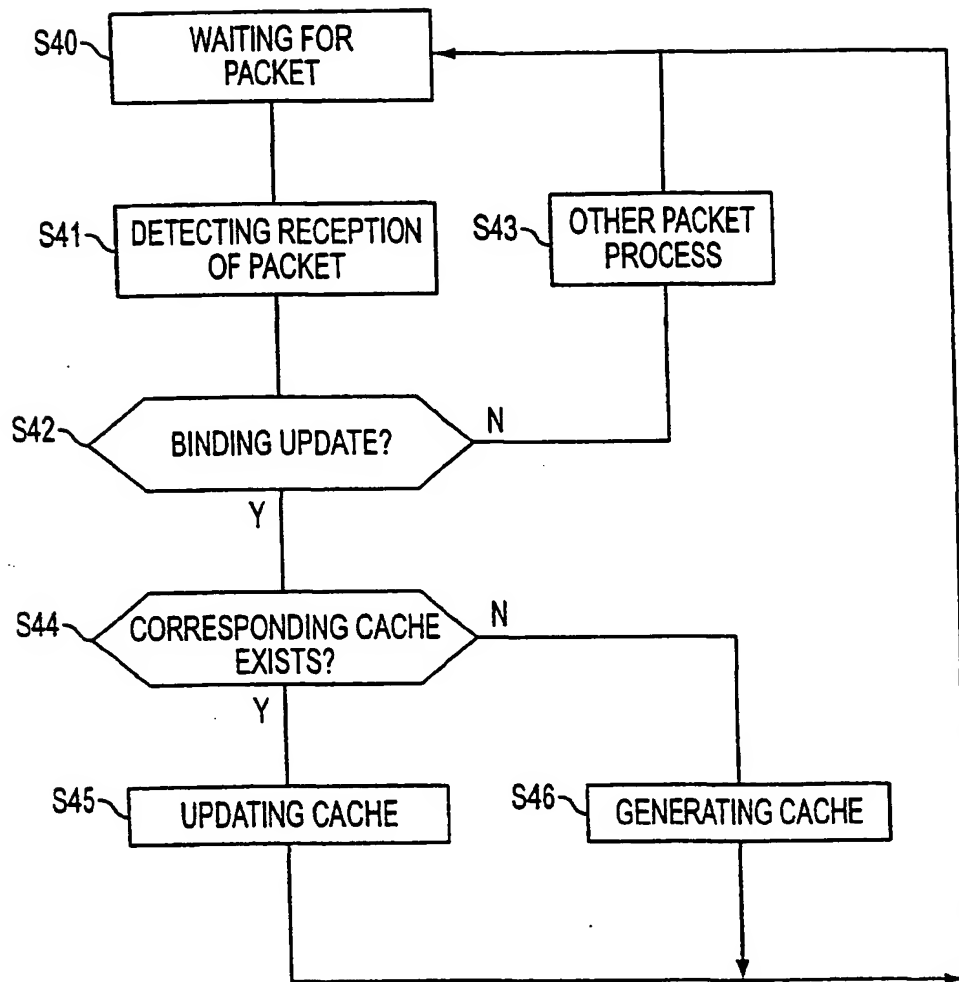 S40
WAITING FOR
PACKET
S41
DETECTING RECEPTION
OF PACKET
S43
OTHER PACKET
PROCESS
S42
BINDING UPDATE?
N
Y
S44
CORRESPONDING CACHE
EXISTS?
N
Y
S45
UPDATING CACHE
S46
GENERATING CACHE